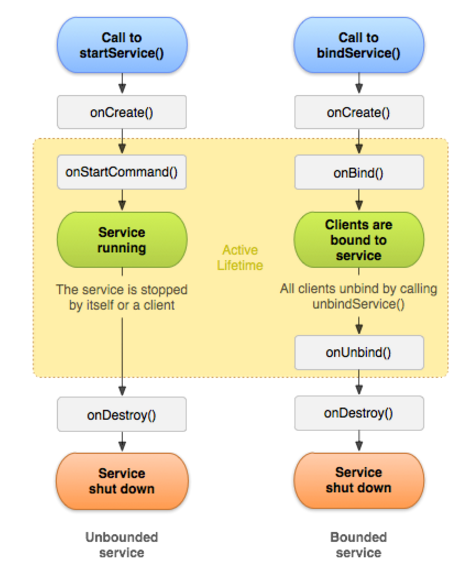 Call to
startService()
onCreate()
onStartCommand()
Service
running
The service is stopped
by itself or a client
onDestroy()
Service
shut down
Unbounded
service
Active
Lifetime
Call to
bindService()
onCreate()
onBind()
Clients are
bound to
service
All clients unbind by calling
unbindService()
onUnbind()
onDestroy()
Service
shut down
Bounded
service